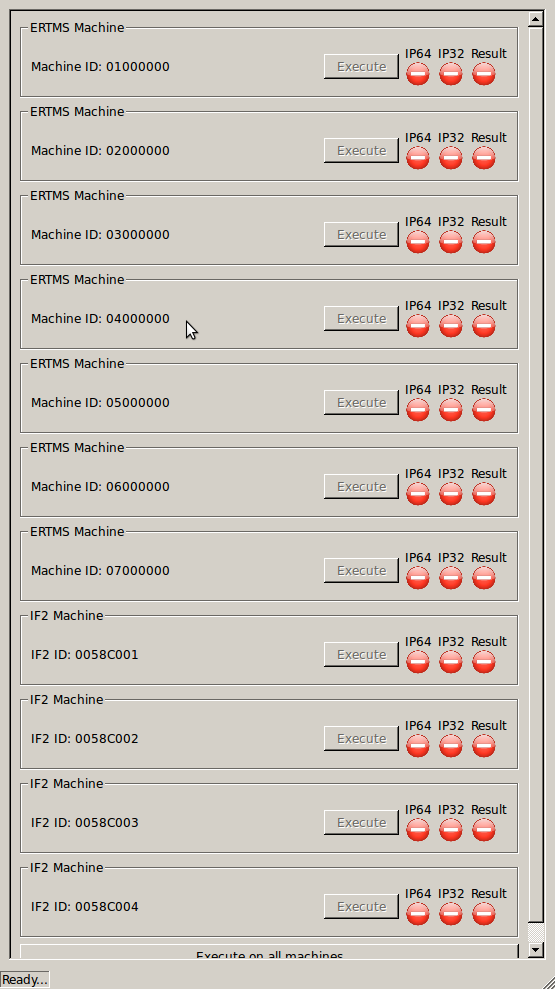 ERTMS Machine
IP64 IP32 Result
Machine ID: 01000000 Execute
ERTMS Machine
IP64 IP32 Result
Machine ID: 02000000 Execute
ERTMS Machine
IP64 IP32 Result
Machine ID: 03000000 Execute
ERTMS Machine
IP64 IP32 Result
Machine ID: 04000000 Execute
ERTMS Machine
IP64 IP32 Result
Machine ID: 05000000 Execute
ERTMS Machine
IP64 IP32 Result
Machine ID: 06000000 Execute
ERTMS Machine
IP64 IP32 Result
Machine ID: 07000000 Execute
IF2 Machine
IP64 IP32 Result
IF2 ID: 0058C001 Execute
IF2 Machine
IP64 IP32 Result
IF2 ID: 0058C002 Execute
IF2 Machine
IP64 IP32 Result
IF2 ID: 0058C003 Execute
IF2 Machine
IP64 IP32 Result
IF2 ID: 0058C004 Execute
Execute on all machines
Ready...